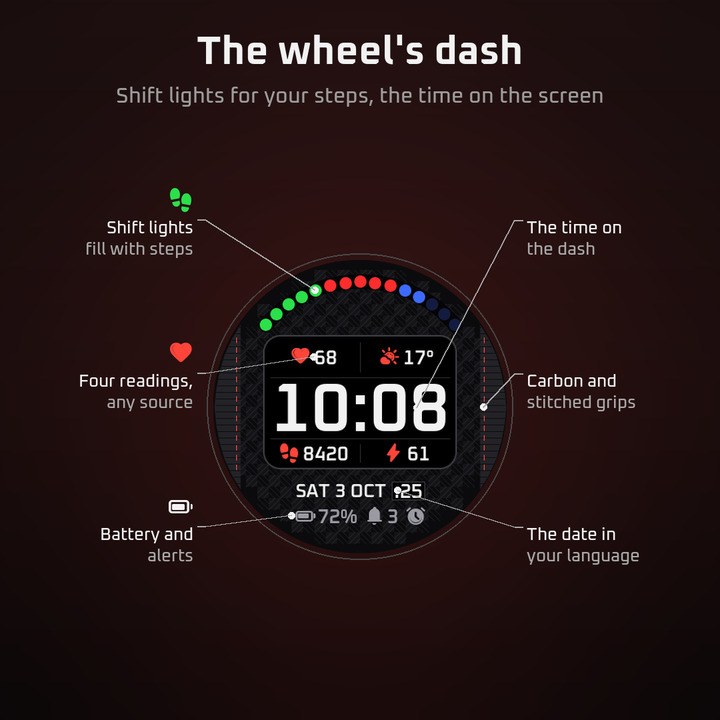 The wheel's dash
Shift lights for your steps, the time on the screen
Shift lights
fill with steps
The time on
the dash
Four readings,
any source
68
17°
10:08
8420
61
Carbon and
stitched grips
SAT 3 OCT :25
72% 3
Battery and
alerts
The date in
your language